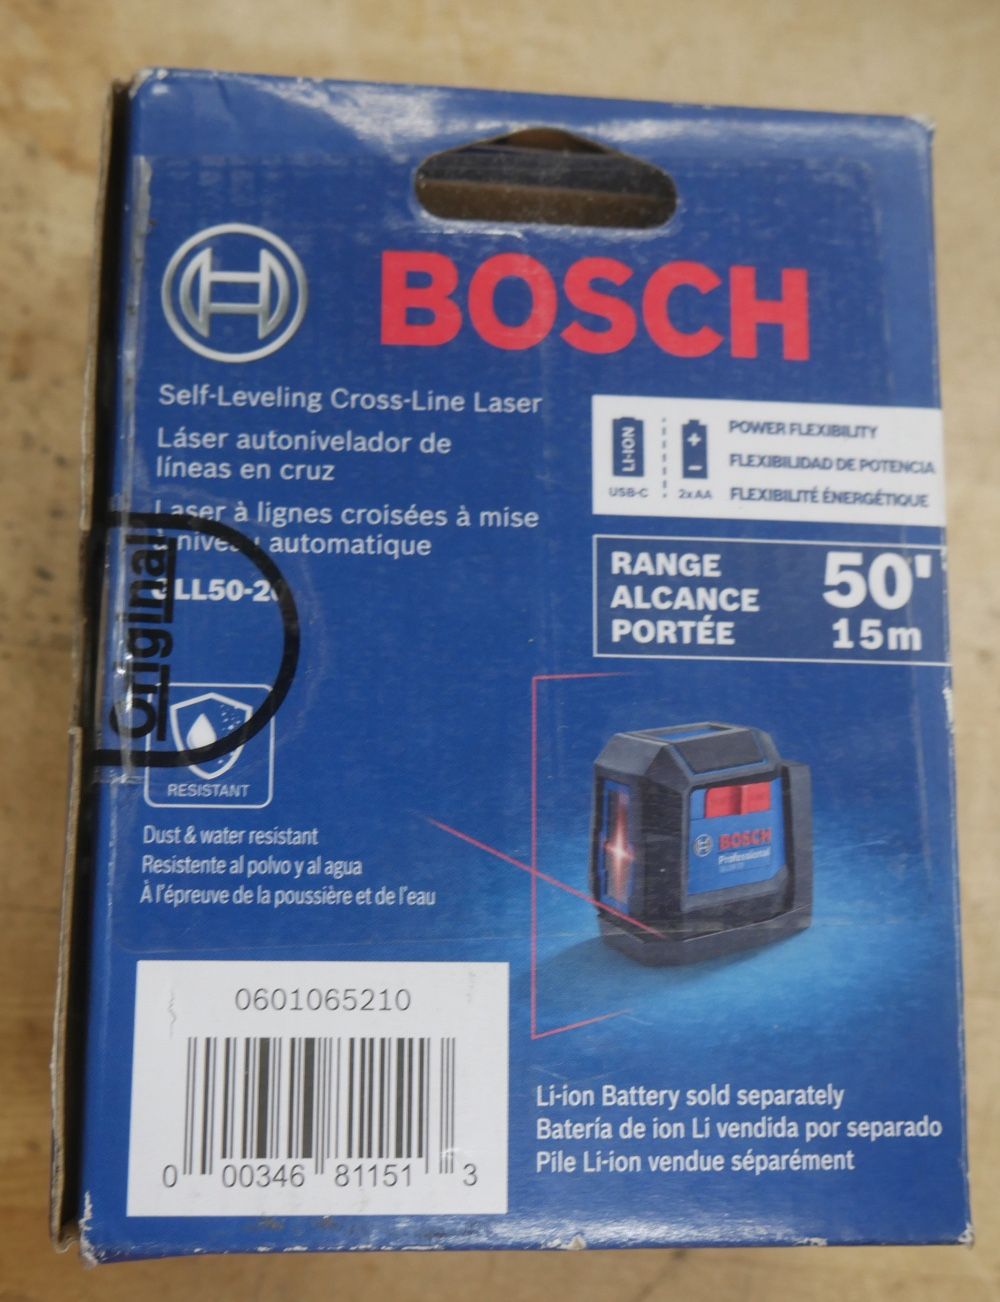 BOSCH
Self-Leveling Cross-Line Laser
Láser autonivelador de
líneas en cruz
Laser à lignes croisées à mise
à niveau automatique
Original
LI-ION
USB-C
2xAA
POWER FLEXIBILITY
FLEXIBILIDAD DE POTENCIA
FLEXIBILITÉ ÉNERGÉTIQUE
RANGE
ALCANCE
PORTÉE
50'
15m
RESISTANT
Dust & water resistant
Resistente al polvo y al agua
À l'épreuve de la poussière et de l'eau
BOSCH
Professional
0601065210
0 00346 81151 3
Li-ion Battery sold separately
Batería de ion Li vendida por separado
Pile Li-ion vendue séparément